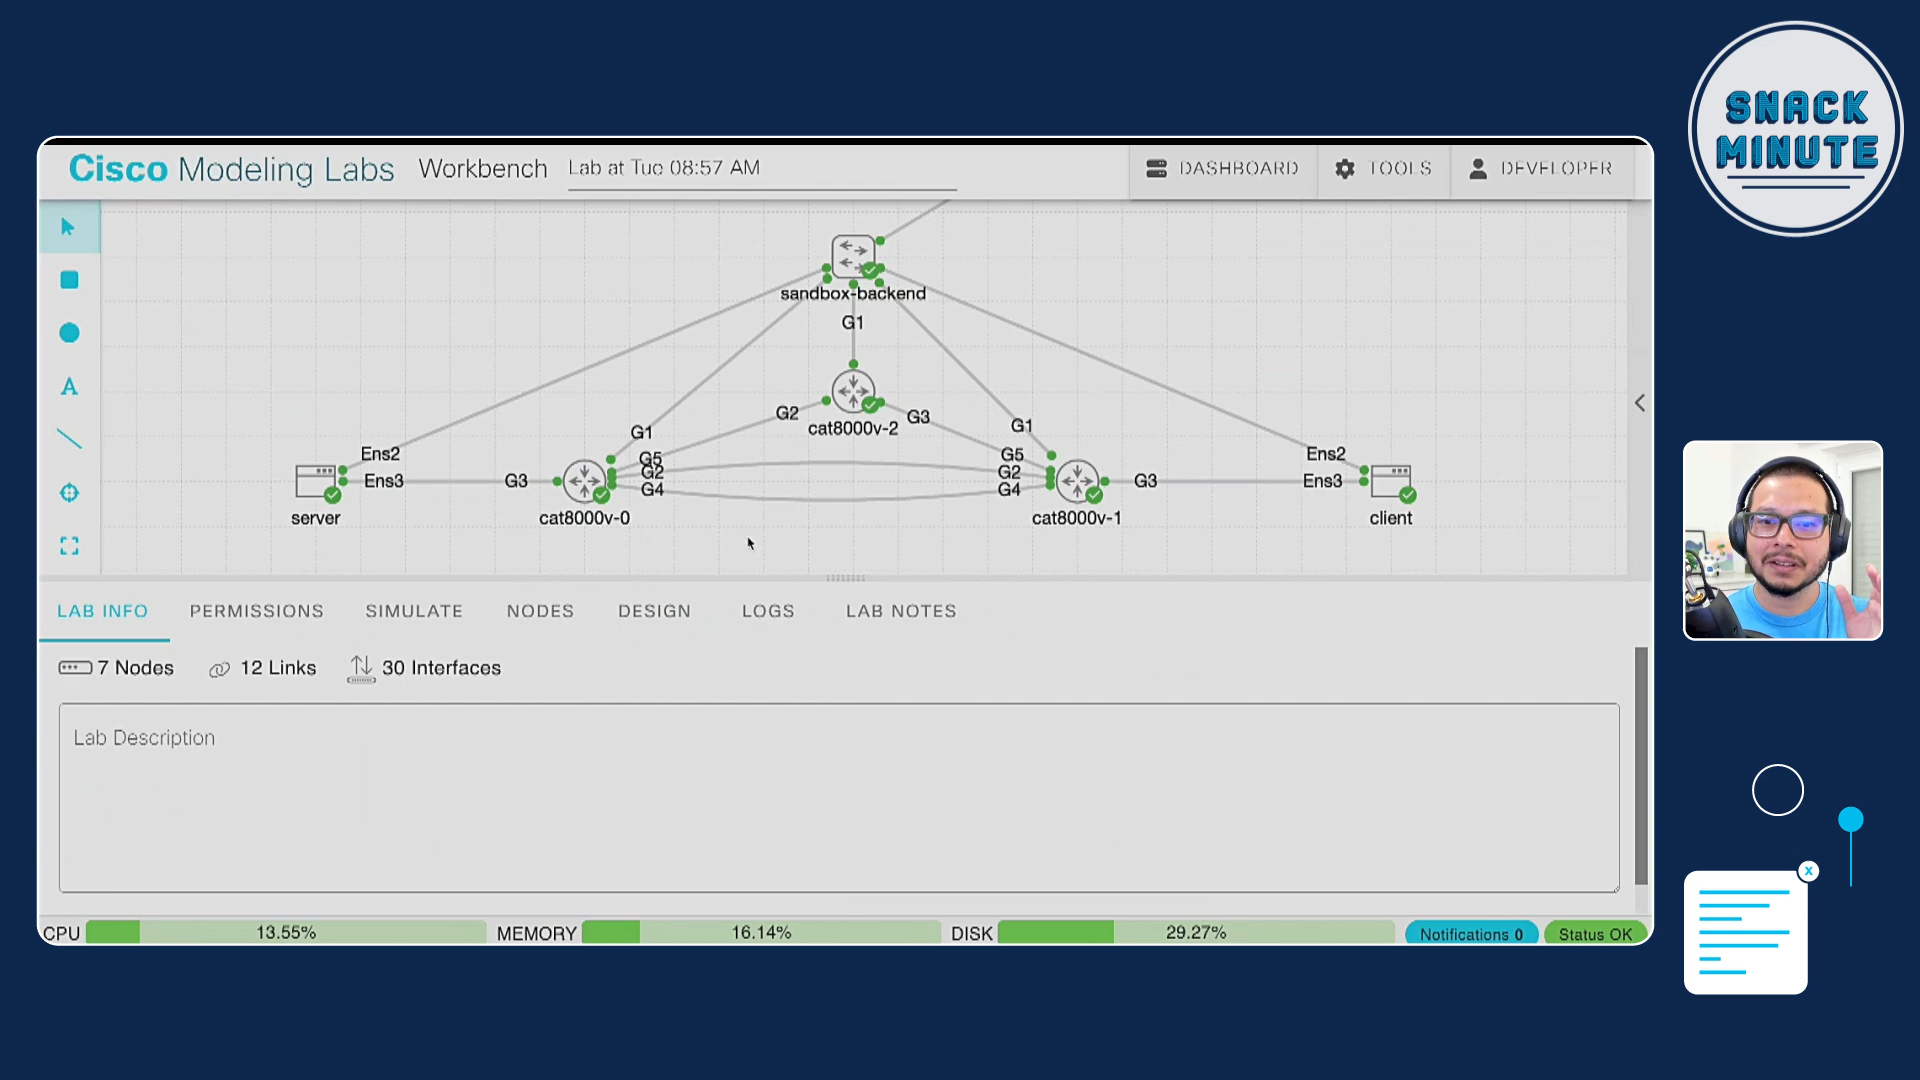 SNACK
MINUTE
Cisco Modeling Labs
Workbench
Lab at Tue 08:57 AM
DASHBOARD
TOOLS
DEVELOPER
A
sandbox-backend
G1
G2
cat8000v-2
G3
G1
G1
Ens2
Ens3
G3
G5
G2
G4
G5
G2
G4
G3
Ens2
Ens3
server
cat8000v-0
cat8000v-1
client
LAB INFO
PERMISSIONS
SIMULATE
NODES
DESIGN
LOGS
LAB NOTES
7 Nodes
12 Links
30 Interfaces
Lab Description
CPU
13.55%
MEMORY
16.14%
DISK
29.27%
Notifications 0
Status OK
x